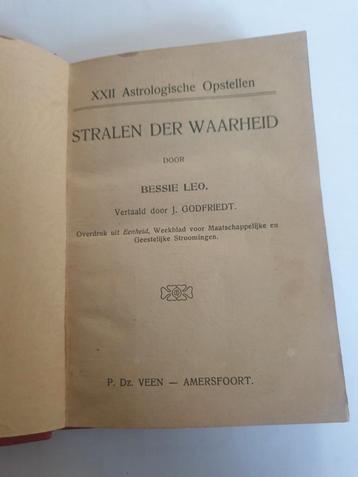 XXII Astrologische Opstellen
STRALEN DER WAARHEID
DOOR
BESSIE LEO.
Vertaald door J. GODFRIEDT.
Overdruk uit Eenheid, Weekblad voor Maatschappelijke en
Geestelijke Stroomingen.
P. Dz. VEEN — AMERSFOORT.